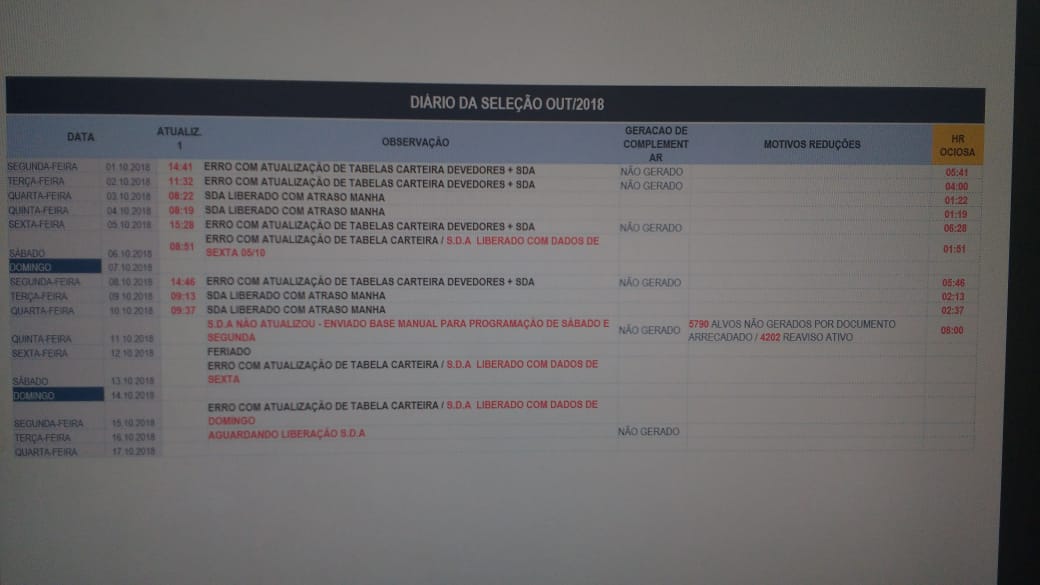 DIÁRIO DA SELEÇÃO OUT/2018
DATA ATUALIZ. 1 OBSERVAÇÃO GERACAO DE COMPLEMENTAR MOTIVOS REDUÇÕES HR OCIOSA
SEGUNDA-FEIRA 01.10.2018 14:41 ERRO COM ATUALIZAÇÃO DE TABELAS CARTEIRA DEVEDORES + SDA NÃO GERADO 05:41
TERÇA-FEIRA 02.10.2018 11:32 ERRO COM ATUALIZAÇÃO DE TABELAS CARTEIRA DEVEDORES + SDA NÃO GERADO 04:00
QUARTA-FEIRA 03.10.2018 08:22 SDA LIBERADO COM ATRASO MANHA 01:22
QUINTA-FEIRA 04.10.2018 08:19 SDA LIBERADO COM ATRASO MANHA 01:19
SEXTA-FEIRA 05.10.2018 15:28 ERRO COM ATUALIZAÇÃO DE TABELAS CARTEIRA DEVEDORES + SDA NÃO GERADO 06:28
SÁBADO 06.10.2018 08:51 ERRO COM ATUALIZAÇÃO DE TABELA CARTEIRA / S.D.A LIBERADO COM DADOS DE
SEXTA 05/10 01:51
DOMINGO 07.10.2018
SEGUNDA-FEIRA 08.10.2018 14:46 ERRO COM ATUALIZAÇÃO DE TABELAS CARTEIRA DEVEDORES + SDA NÃO GERADO 05:46
TERÇA-FEIRA 09.10.2018 09:13 SDA LIBERADO COM ATRASO MANHA 02:13
QUARTA-FEIRA 10.10.2018 09:37 SDA LIBERADO COM ATRASO MANHA 02:37
QUINTA-FEIRA 11.10.2018 S.D.A NÃO ATUALIZOU - ENVIADO BASE MANUAL PARA PROGRAMAÇÃO DE SÁBADO E
SEGUNDA NÃO GERADO 5790 ALVOS NÃO GERADOS POR DOCUMENTO
ARRECADADO / 4202 REAVISO ATIVO 08:00
SEXTA-FEIRA 12.10.2018 FERIADO
SÁBADO 13.10.2018 ERRO COM ATUALIZAÇÃO DE TABELA CARTEIRA / S.D.A LIBERADO COM DADOS DE
SEXTA
DOMINGO 14.10.2018
SEGUNDA-FEIRA 15.10.2018 ERRO COM ATUALIZAÇÃO DE TABELA CARTEIRA / S.D.A LIBERADO COM DADOS DE
DOMINGO
TERÇA-FEIRA 16.10.2018 AGUARDANDO LIBERAÇÃO S.D.A NÃO GERADO
QUARTA-FEIRA 17.10.2018